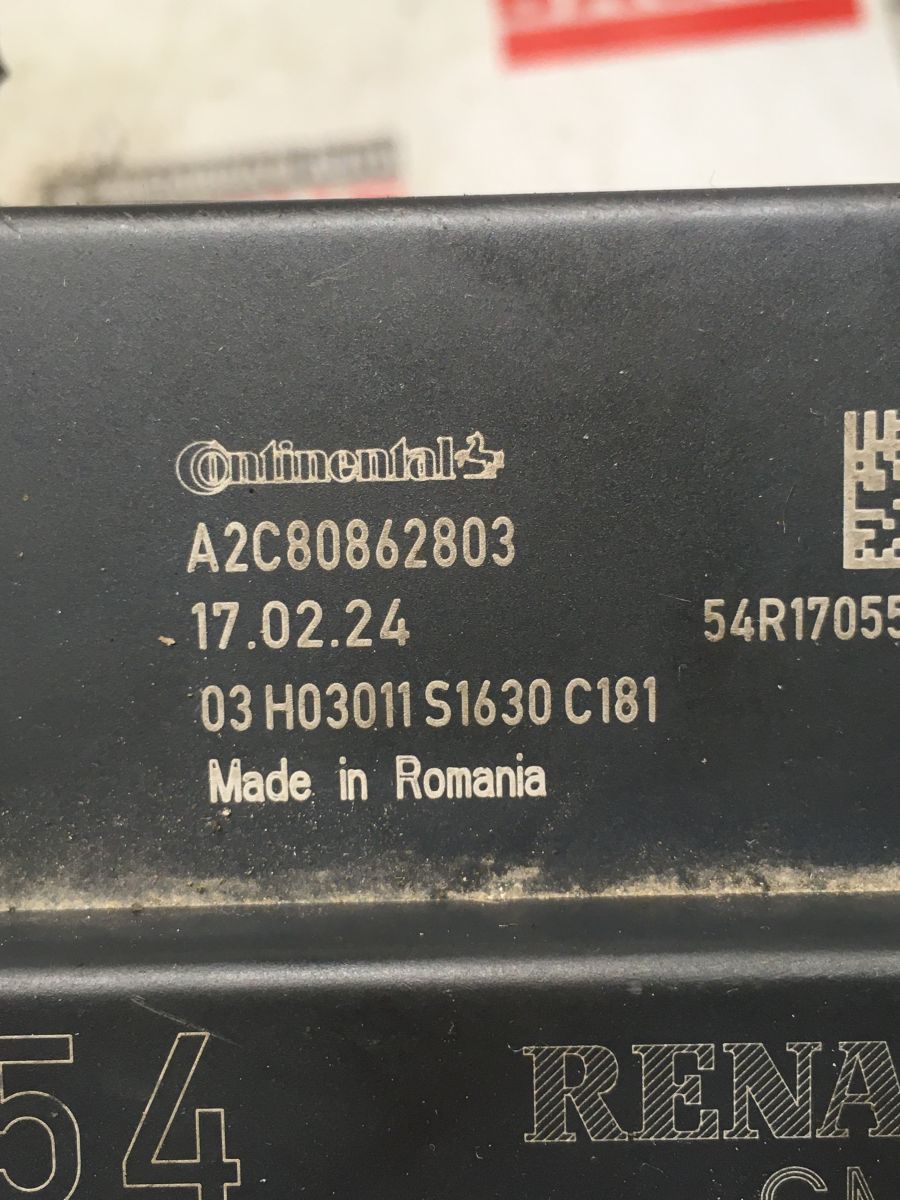 Continental
A2C80862803
17.02.24
54R17055
03 H03011 S1630 C181
Made in Romania
54
RENA